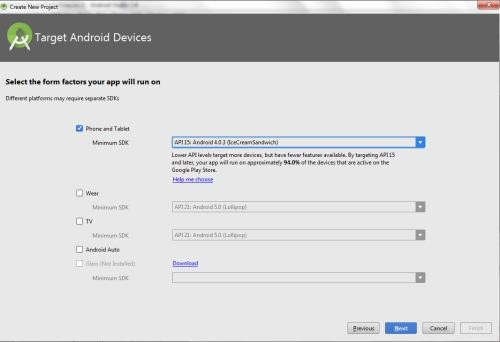 Create New Project
Target Android Devices
Select the form factors your app will run on
Different platforms may require separate SDKs
Phone and Tablet
Minimum SDK
API 15: Android 4.0.3 (IceCreamSandwich)
Lower API levels target more devices, but have fewer features available. By targeting API 15
and later, your app will run on approximately 94.0% of the devices that are active on the
Google Play Store.
Help me choose
Wear
Minimum SDK
API 21: Android 5.0 (Lollipop)
TV
Minimum SDK
API 21: Android 5.0 (Lollipop)
Android Auto
Glass (Not Installed)
Download
Minimum SDK
Previous
Next
Cancel
Finish